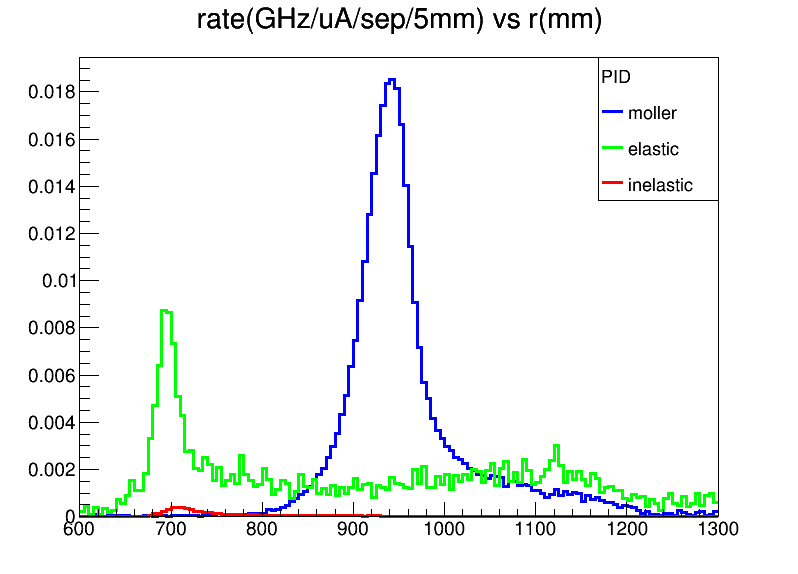 rate(GHz/uA/sep/5mm) vs r(mm)
PID
moller
elastic
inelastic
0.018
0.016
0.014
0.012
0.01
0.008
0.006
0.004
0.002
0
600 700 800 900 1000 1100 1200 1300